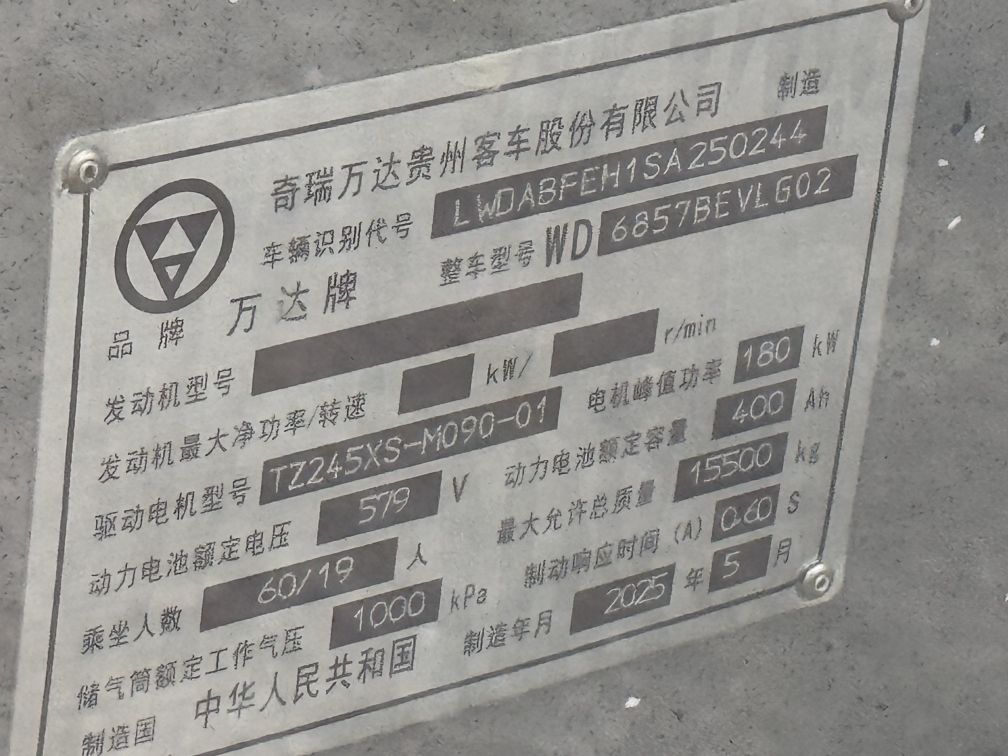 奇瑞万达贵州客车股份有限公司 制造
车辆识别代号 LWDABFEH1SA250244
品牌 万达牌 整车型号 WD 6857BEVLG02
发动机型号
发动机最大净功率/转速 kW/ r/min
驱动电机型号 TZ245XS-M090-01 电机峰值功率 180 kW
动力电池额定电压 579 V 动力电池额定容量 400 Ah
乘坐人数 60/19 人 最大允许总质量 15500 kg
储气筒额定工作气压 1000 kPa 制动响应时间(A) 0.60 S
制造国 中华人民共和国 制造年月 2025 年 5 月